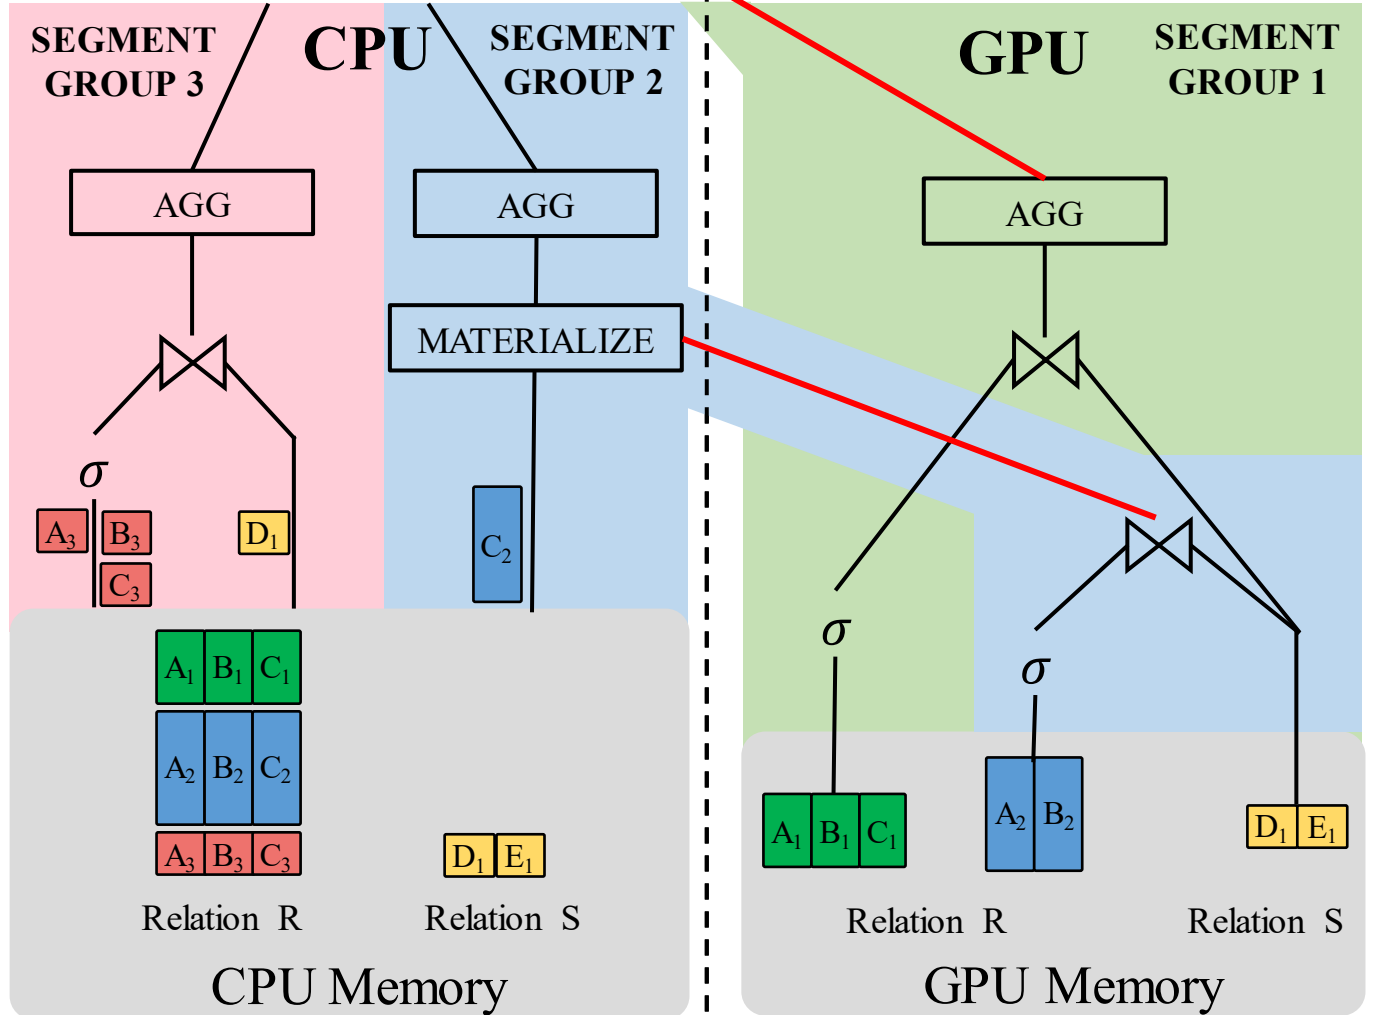 SEGMENT
GROUP 3
CPU
SEGMENT
GROUP 2
GPU
SEGMENT
GROUP 1
AGG
AGG
AGG
MATERIALIZE
σ
A₃
B₃
C₃
D₁
C₂
σ
σ
A₁ B₁ C₁
A₂ B₂ C₂
A₃ B₃ C₃
D₁ E₁
Relation R
Relation S
CPU Memory
A₁ B₁ C₁
A₂ B₂
D₁ E₁
Relation R
Relation S
GPU Memory